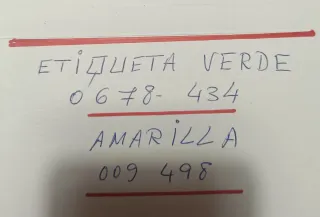 ETIQUETA VERDE
0678- 434
AMARILLA
009 498